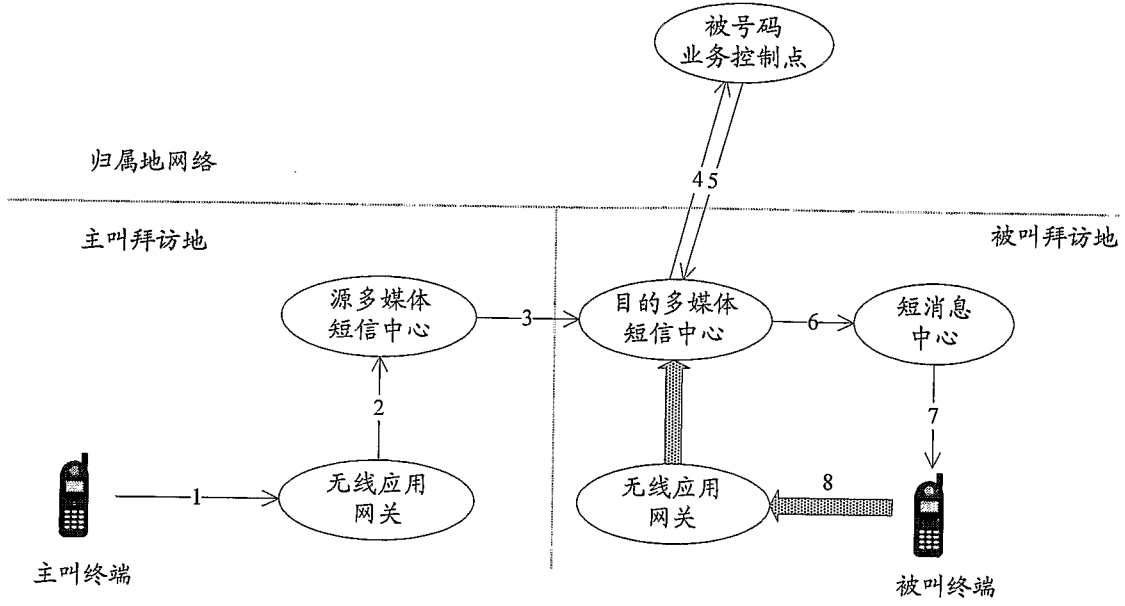 被号码
业务控制点
归属地网络
4 5
主叫拜访地
被叫拜访地
源多媒体
短信中心
3
目的多媒体
短信中心
6
短消息
中心
2
7
1
无线应用
网关
无线应用
网关
8
主叫终端
被叫终端